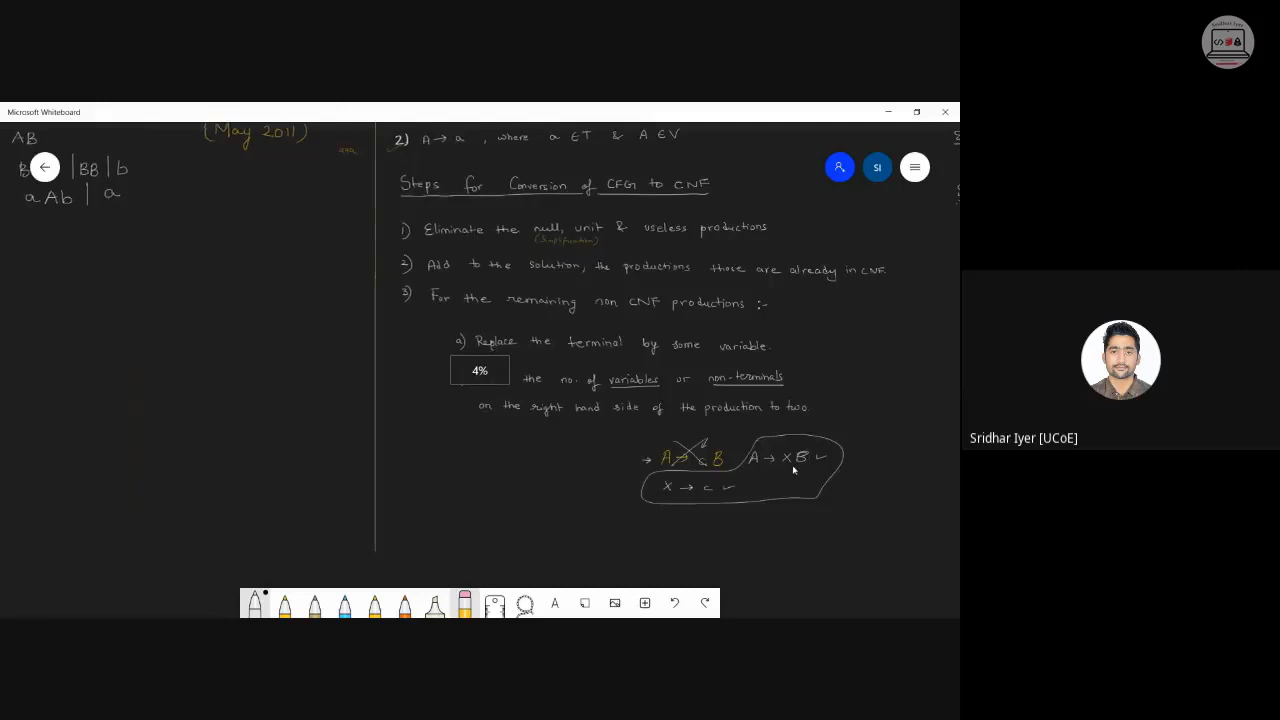 Sridhar Iyer
Microsoft Whiteboard
AB
(May 2011)
| BB | b
aAb | a
2) A → a , where a ∈ T & A ∈ V
SI
Steps for Conversion of CFG to CNF
1) Eliminate the null, unit & useless productions
(Simplification)
2) Add to the solution, the productions those are already in CNF.
3) For the remaining non CNF productions :-
a) Replace the terminal by some variable.
4%
the no. of variables or non-terminals
on the right hand side of the production to two.
→ A → c B A → X B ✓
X → c ✓
Sridhar Iyer [UCoE]
A